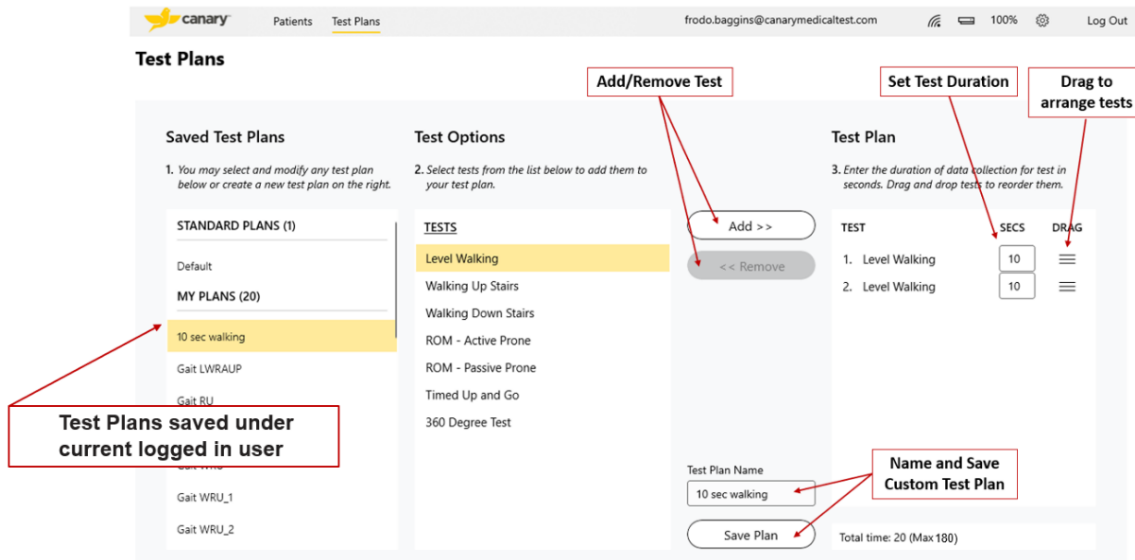 canary
Patients
Test Plans
frodo.baggins@canarymedicaltest.com
100%
Log Out
Test Plans
Add/Remove Test
Set Test Duration
Drag to
arrange tests
Saved Test Plans
1. You may select and modify any test plan
below or create a new test plan on the right.
STANDARD PLANS (1)
Default
MY PLANS (20)
10 sec walking
Gait LWRAUP
Gait RU
Test Plans saved under
current logged in user
Gait WRU_1
Gait WRU_2
Test Options
2. Select tests from the list below to add them to
your test plan.
TESTS
Level Walking
Walking Up Stairs
Walking Down Stairs
ROM - Active Prone
ROM - Passive Prone
Timed Up and Go
360 Degree Test
Add >>
<< Remove
Test Plan Name
10 sec walking
Save Plan
Name and Save
Custom Test Plan
Test Plan
3. Enter the duration of data collection for test in
seconds. Drag and drop tests to reorder them.
TEST SECS DRAG
1. Level Walking 10
2. Level Walking 10
Total time: 20 (Max 180)